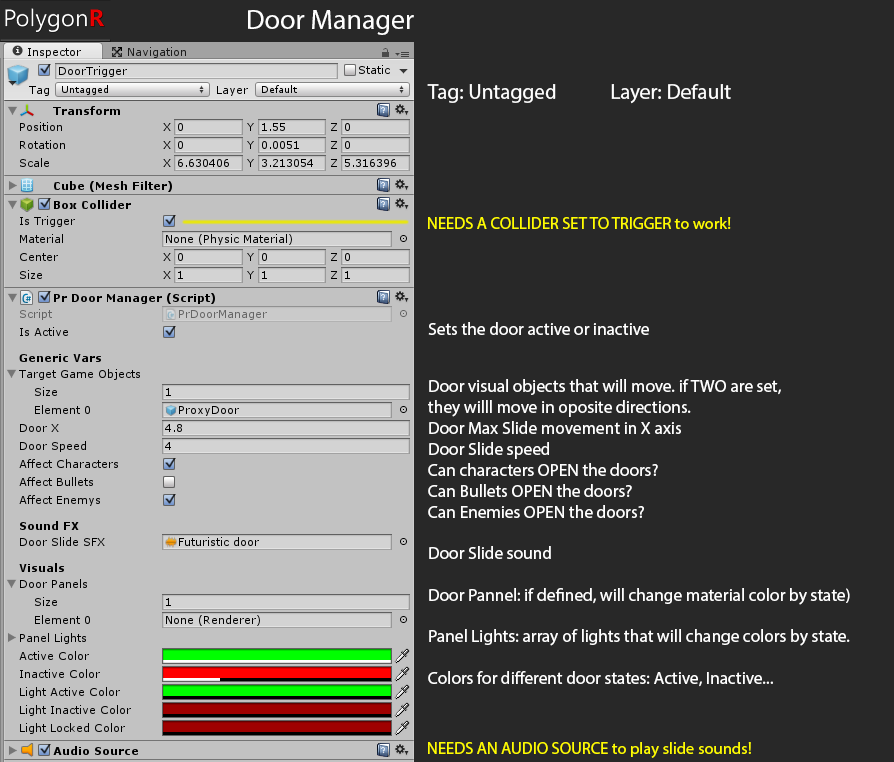 PolygonR Door Manager
Inspector Navigation
DoorTrigger Static
Tag Untagged Layer Default
Tag: Untagged Layer: Default
Transform
Position X 0 Y 1.55 Z 0
Rotation X 0 Y 0.0051 Z 0
Scale X 6.630406 Y 3.213054 Z 5.316396
Cube (Mesh Filter)
Box Collider
Is Trigger
NEEDS A COLLIDER SET TO TRIGGER to work!
Material None (Physic Material)
Center X 0 Y 0 Z 0
Size X 1 Y 1 Z 1
Pr Door Manager (Script)
Script PrDoorManager
Is Active
Sets the door active or inactive
Generic Vars
Target Game Objects
Size 1
Door visual objects that will move. if TWO are set,
Element 0 ProxyDoor
they willl move in oposite directions.
Door X 4.8
Door Max Slide movement in X axis
Door Speed 4
Door Slide speed
Affect Characters
Can characters OPEN the doors?
Affect Bullets
Can Bullets OPEN the doors?
Affect Enemys
Can Enemies OPEN the doors?
Sound FX
Door Slide SFX Futuristic door
Door Slide sound
Visuals
Door Panels
Size 1
Door Pannel: if defined, will change material color by state)
Element 0 None (Renderer)
Panel Lights
Panel Lights: array of lights that will change colors by state.
Active Color
Inactive Color
Colors for different door states: Active, Inactive...
Light Active Color
Light Inactive Color
Light Locked Color
Audio Source
NEEDS AN AUDIO SOURCE to play slide sounds!